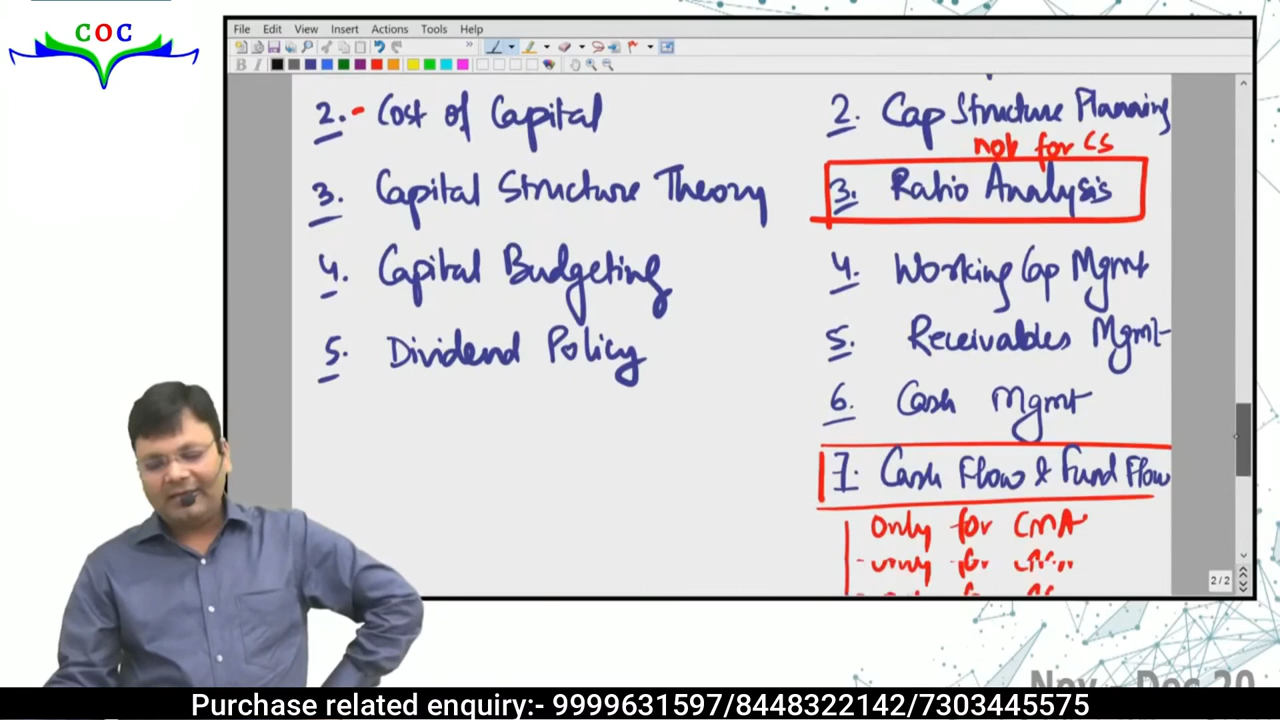 COC
File Edit View Insert Actions Tools Help
B I
2. Cost of Capital
3. Capital Structure Theory
4. Capital Budgeting
5. Dividend Policy
2. Cap Structure Planning
not for CS
3. Ratio Analysis
4. Working Cap Mgmt
5. Receivables Mgmt
6. Cash Mgmt
7. Cash Flow & Fund Flow
Only for CMA
2 / 2
Nov - Dec 20
Purchase related enquiry:- 9999631597/8448322142/7303445575